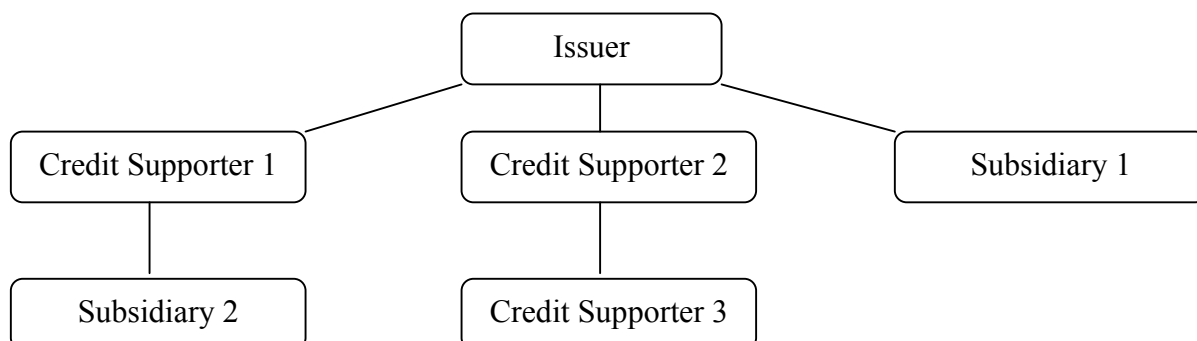 Issuer
Credit Supporter 1
Credit Supporter 2
Subsidiary 1
Subsidiary 2
Credit Supporter 3